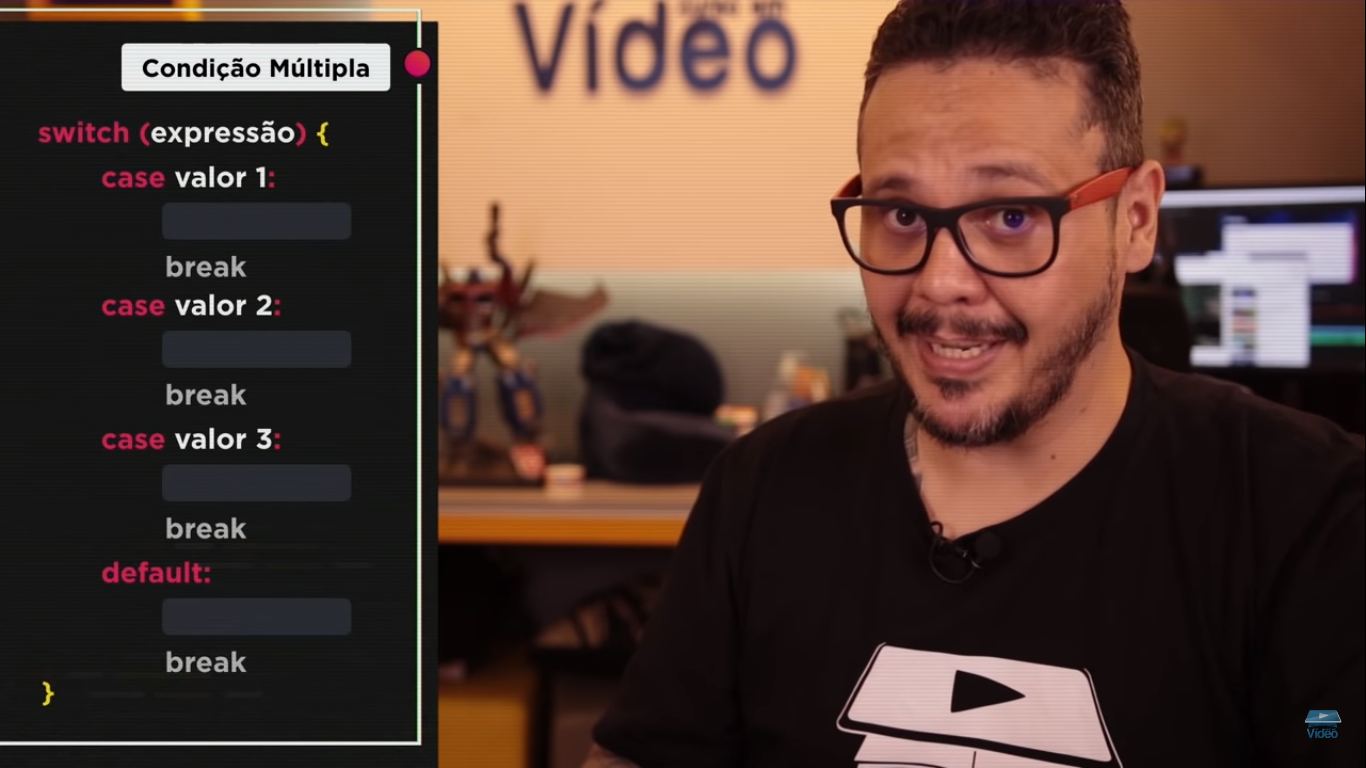 Condição Múltipla
switch (expressão) {
case valor 1:
break
case valor 2:
break
case valor 3:
break
default:
break
}
Vídeo
Vídeo